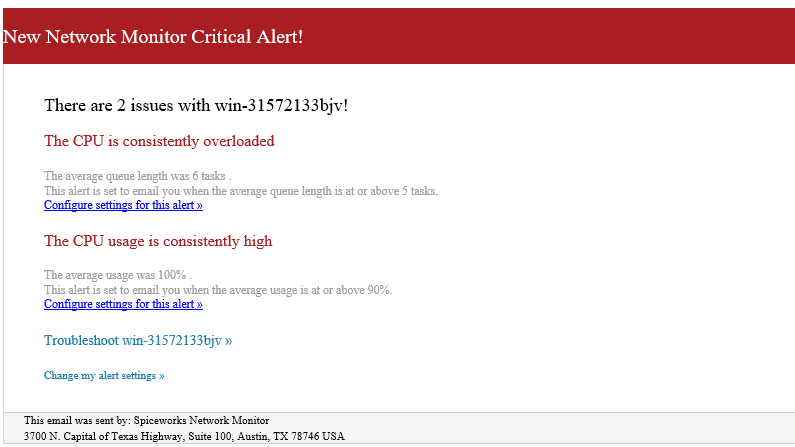 New Network Monitor Critical Alert!
There are 2 issues with win-31572133bjv!
The CPU is consistently overloaded
The average queue length was 6 tasks .
This alert is set to email you when the average queue length is at or above 5 tasks.
Configure settings for this alert »
The CPU usage is consistently high
The average usage was 100% .
This alert is set to email you when the average usage is at or above 90%.
Configure settings for this alert »
Troubleshoot win-31572133bjv »
Change my alert settings »
This email was sent by: Spiceworks Network Monitor
3700 N. Capital of Texas Highway, Suite 100, Austin, TX 78746 USA